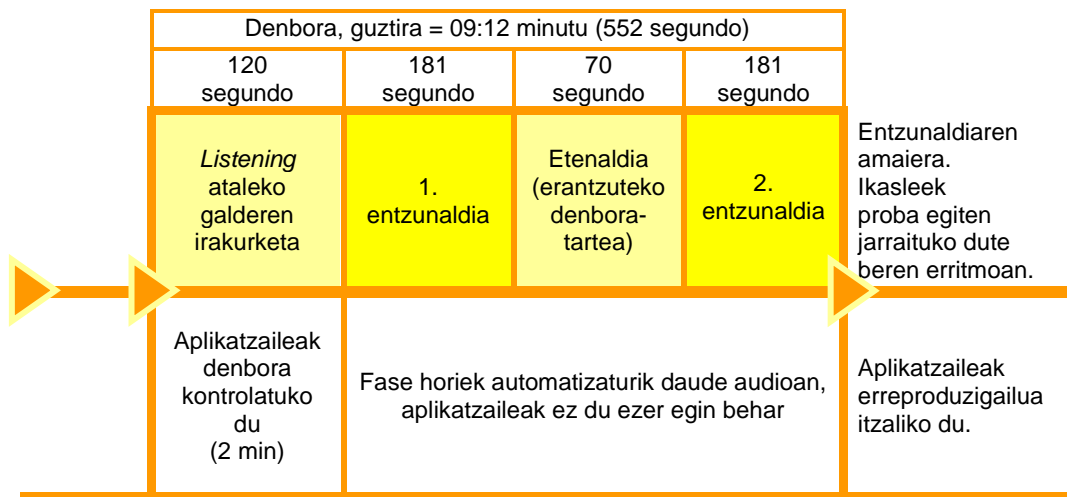 Denbora, guztira = 09:12 minutu (552 segundo)
120
segundo
181
segundo
70
segundo
181
segundo
Listening
ataleko
galderen
irakurketa
1.
entzunaldia
Etenaldia
(erantzuteko
denbora-
tartea)
2.
entzunaldia
Entzunaldiaren
amaiera.
Ikasleek
proba egiten
jarraituko dute
beren erritmoan.
Aplikatzaileak
denbora
kontrolatuko
du
(2 min)
Fase horiek automatizaturik daude audioan,
aplikatzaileak ez du ezer egin behar
Aplikatzaileak
erreproduzigailua
itzaliko du.